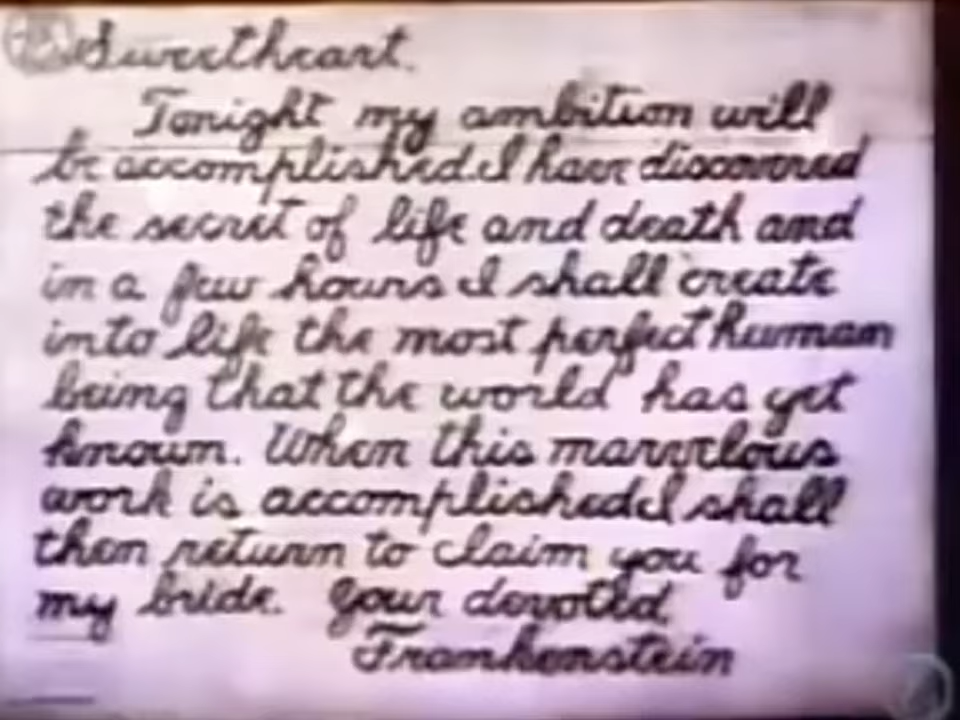 Sweetheart.
Tonight my ambition will
be accomplished. I have discovered
the secret of life and death and
in a few hours I shall create
into life the most perfect human
being that the world has yet
known. When this marvelous
work is accomplished I shall
then return to claim you for
my bride. Your devoted,
Frankenstein